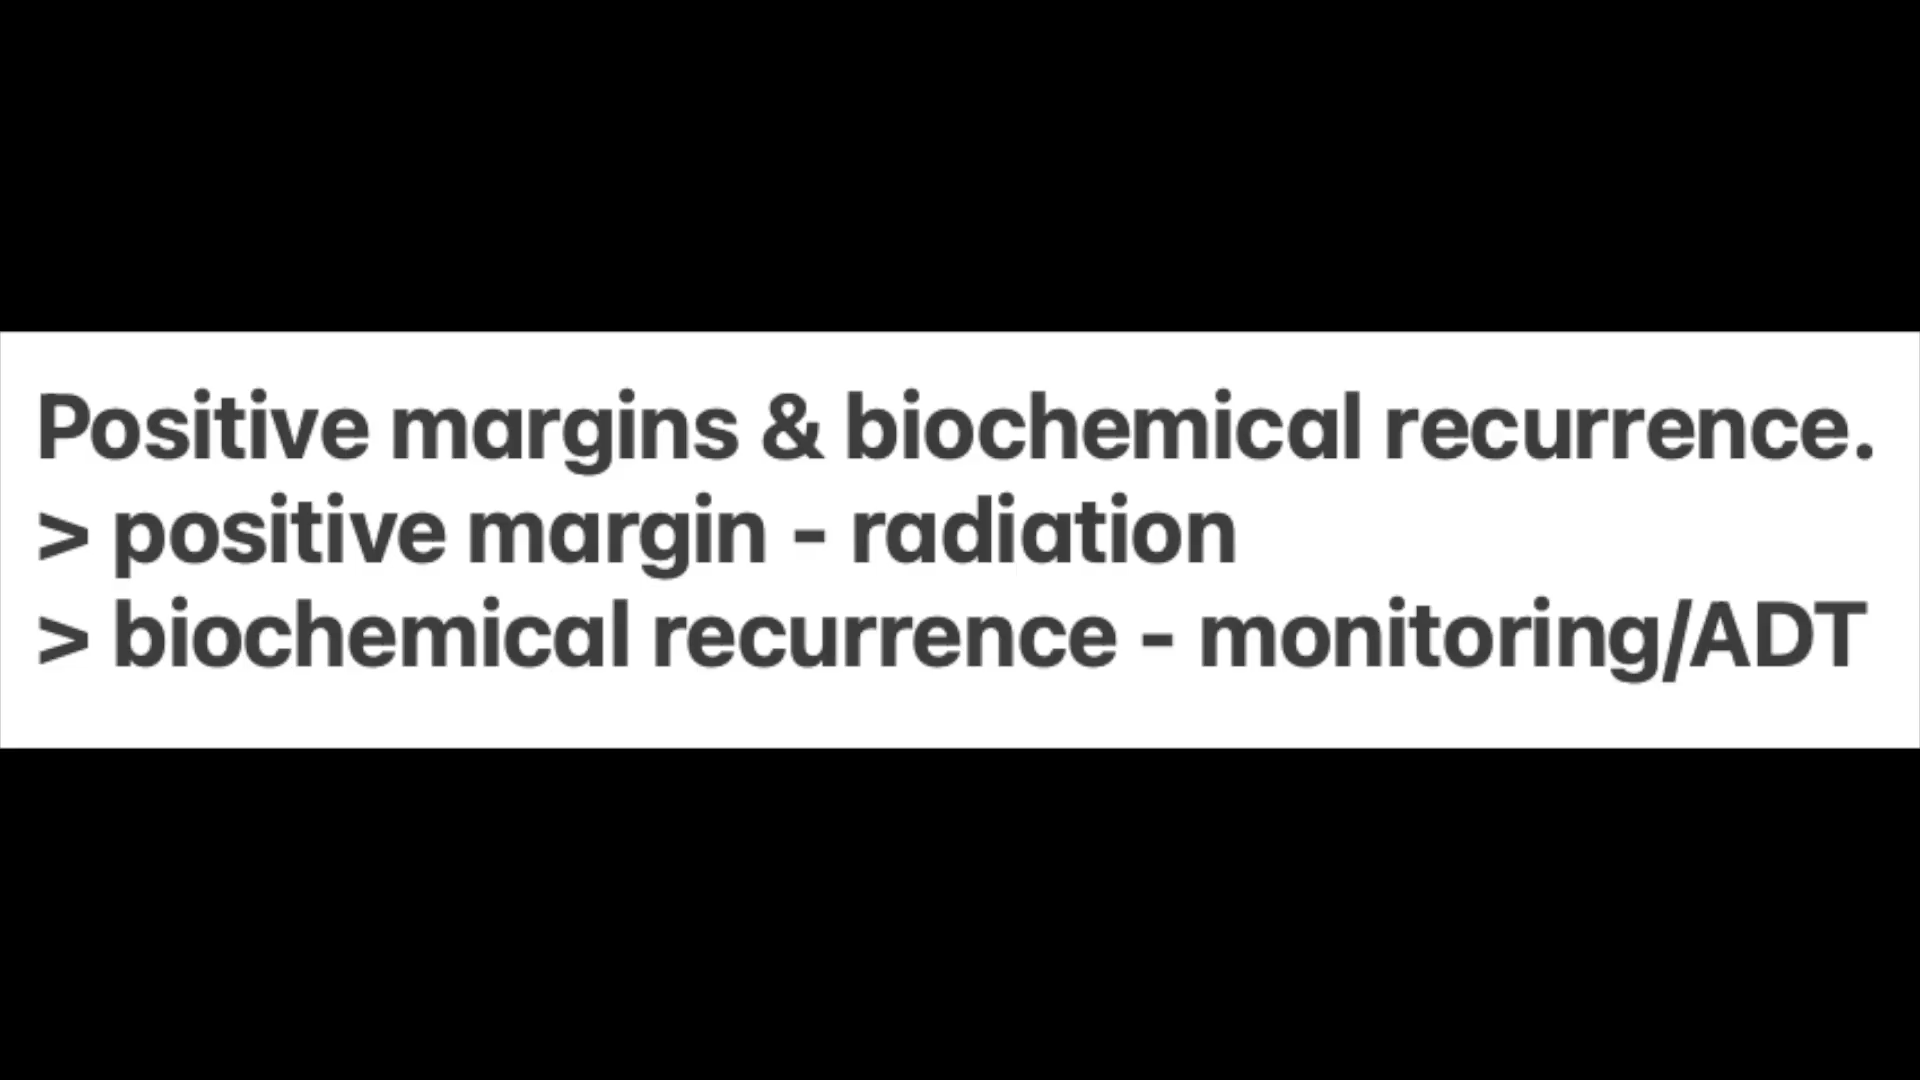 Positive margins & biochemical recurrence.
> positive margin - radiation
> biochemical recurrence - monitoring/ADT